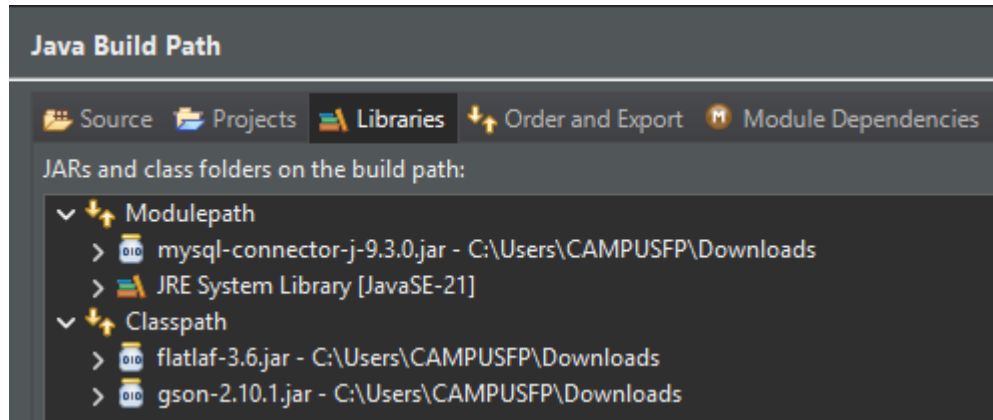 Java Build Path
Source Projects Libraries Order and Export Module Dependencies
JARs and class folders on the build path:
Modulepath
mysql-connector-j-9.3.0.jar - C:\Users\CAMPUSFP\Downloads
JRE System Library [JavaSE-21]
Classpath
flatlaf-3.6.jar - C:\Users\CAMPUSFP\Downloads
gson-2.10.1.jar - C:\Users\CAMPUSFP\Downloads